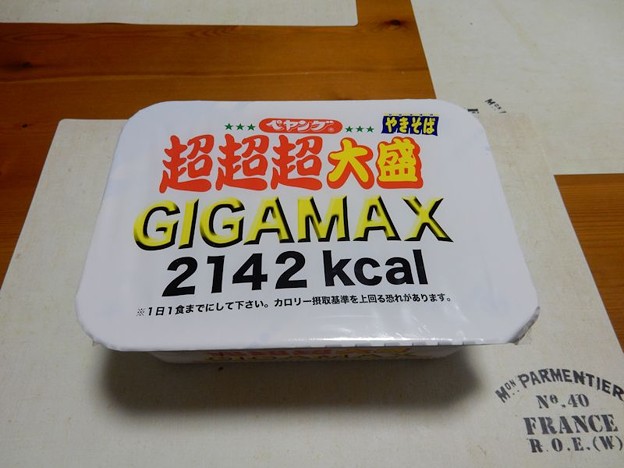 ★★★ペヤング®★★★
やきそば
超超超大盛
GIGAMAX
2142 kcal
※1日1食までにして下さい。カロリー摂取基準を上回る恐れがあります。
MON PARMENTIER
No.40
FRANCE
R.O.E.(W)